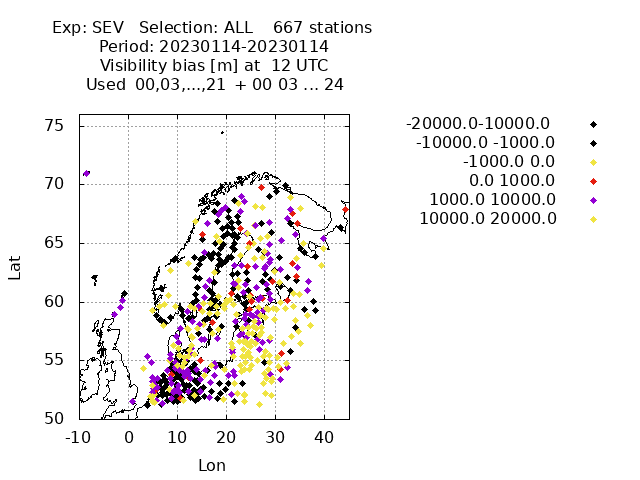 Exp: SEV   Selection: ALL    667 stations
Period: 20230114-20230114
Visibility bias [m] at  12 UTC
Used  00,03,...,21  + 00 03 ... 24
-20000.0-10000.0
-10000.0 -1000.0
-1000.0 0.0
0.0 1000.0
1000.0 10000.0
10000.0 20000.0
75
70
65
60
55
50
Lat
-10 0 10 20 30 40
Lon